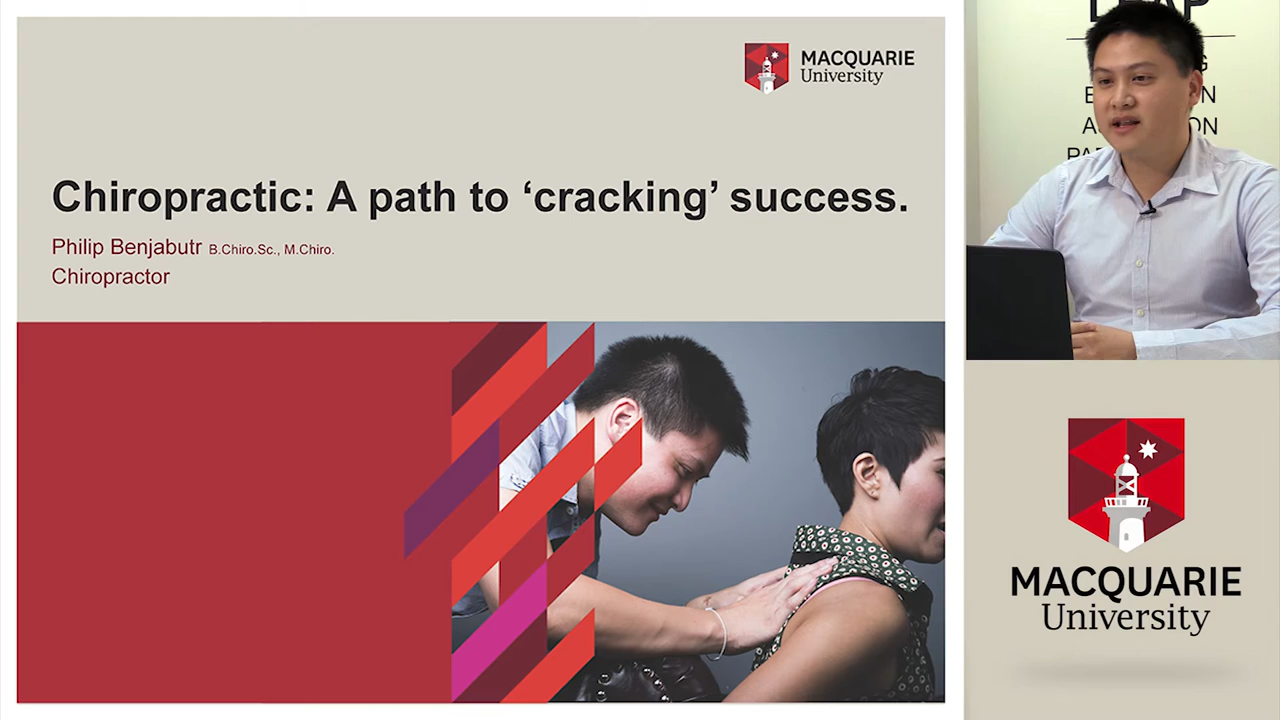 MACQUARIE
University
Chiropractic: A path to ‘cracking’ success.
Philip Benjabutr B.Chiro.Sc., M.Chiro.
Chiropractor
MACQUARIE
University